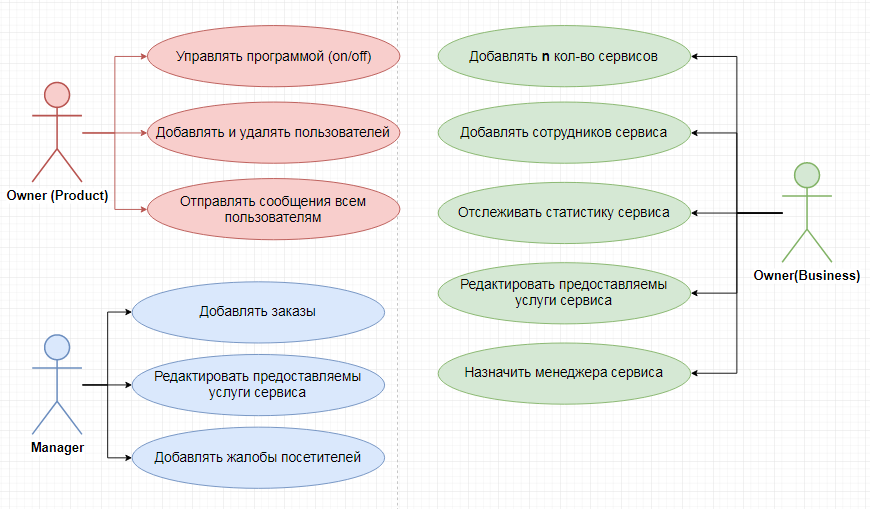 Управлять программой (on/off)
Добавлять и удалять пользователей
Отправлять сообщения всем
пользователям
Owner (Product)
Добавлять n кол-во сервисов
Добавлять сотрудников сервиса
Отслеживать статистику сервиса
Редактировать предоставляемы
услуги сервиса
Назначить менеджера сервиса
Owner(Business)
Добавлять заказы
Редактировать предоставляемы
услуги сервиса
Добавлять жалобы посетителей
Manager